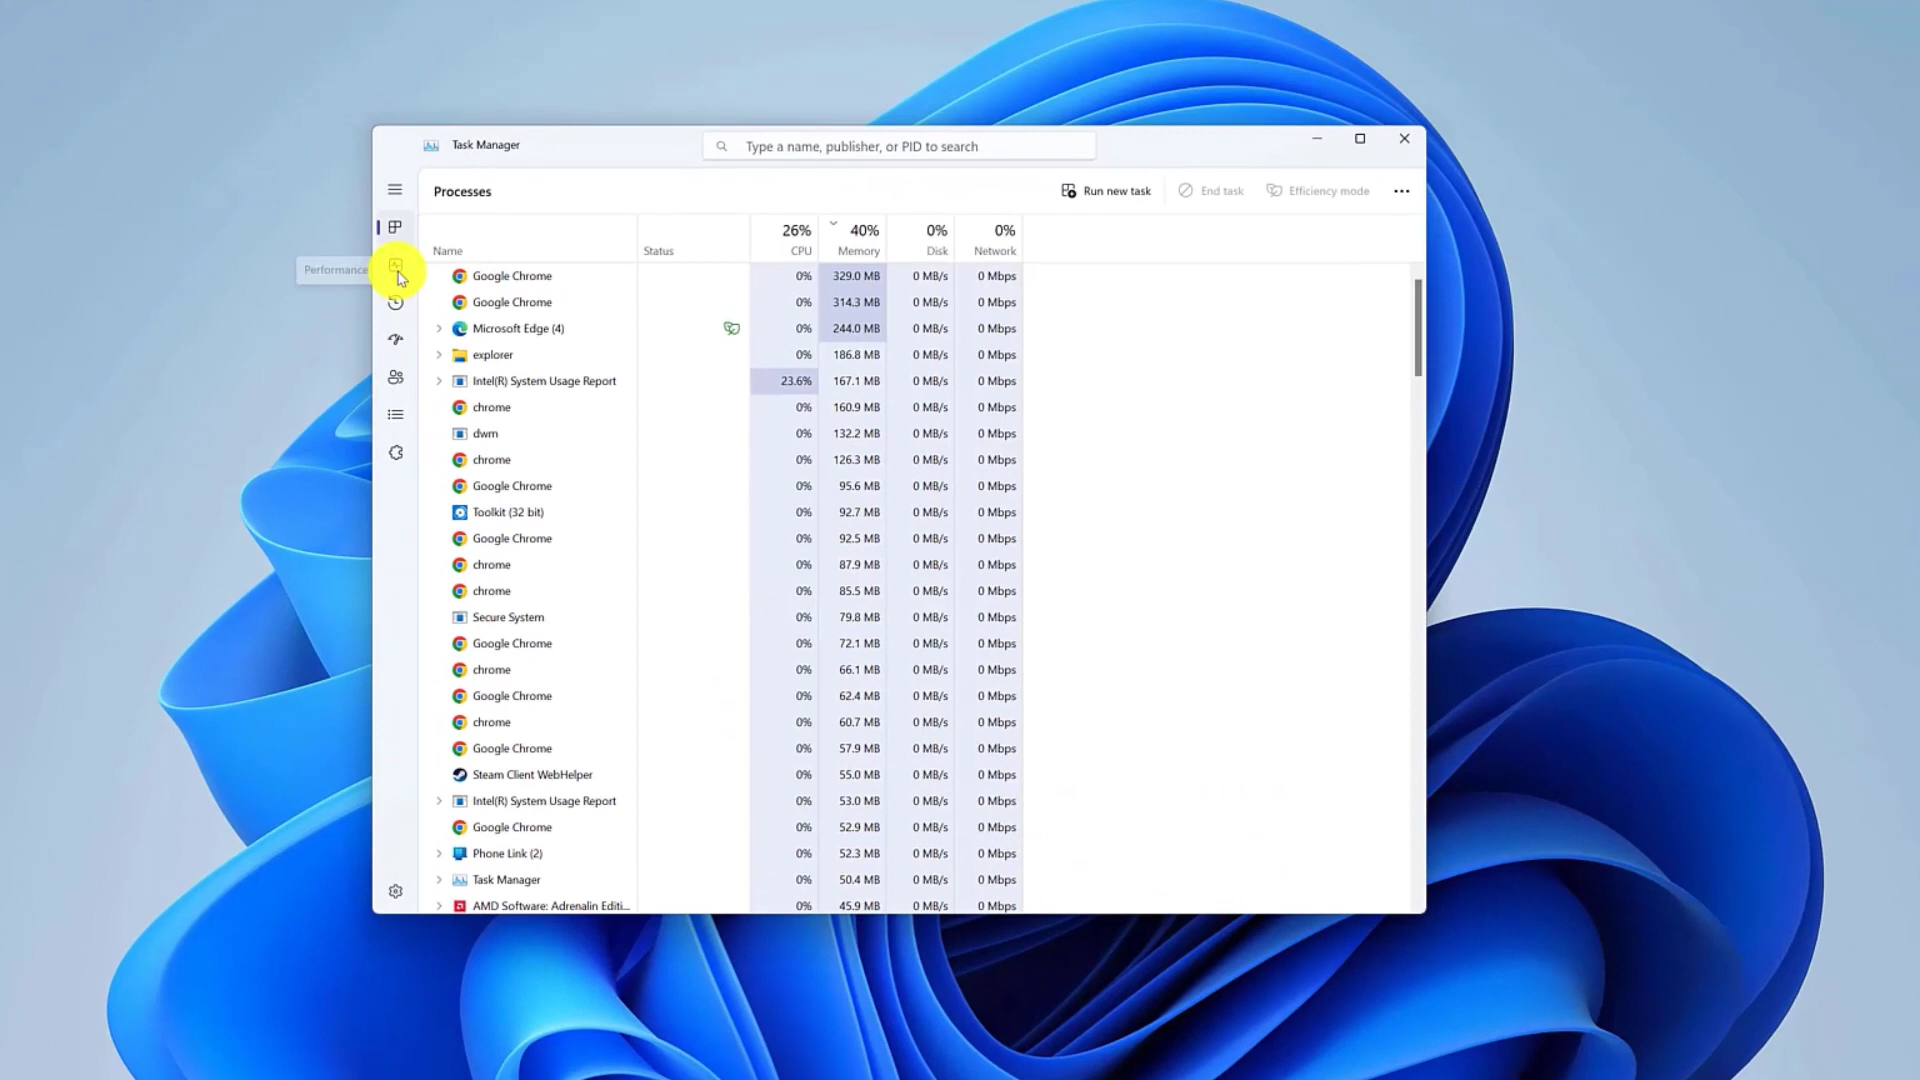 Task Manager
Type a name, publisher, or PID to search
Processes
Run new task
End task
Efficiency mode
Performance
26% 40% 0% 0%
Name Status CPU Memory Disk Network
Google Chrome 0% 329.0 MB 0 MB/s 0 Mbps
Google Chrome 0% 314.3 MB 0 MB/s 0 Mbps
Microsoft Edge (4) 0% 244.0 MB 0 MB/s 0 Mbps
explorer 0% 186.8 MB 0 MB/s 0 Mbps
Intel(R) System Usage Report 23.6% 167.1 MB 0 MB/s 0 Mbps
chrome 0% 160.9 MB 0 MB/s 0 Mbps
dwm 0% 132.2 MB 0 MB/s 0 Mbps
chrome 0% 126.3 MB 0 MB/s 0 Mbps
Google Chrome 0% 95.6 MB 0 MB/s 0 Mbps
Toolkit (32 bit) 0% 92.7 MB 0 MB/s 0 Mbps
Google Chrome 0% 92.5 MB 0 MB/s 0 Mbps
chrome 0% 87.9 MB 0 MB/s 0 Mbps
chrome 0% 85.5 MB 0 MB/s 0 Mbps
Secure System 0% 79.8 MB 0 MB/s 0 Mbps
Google Chrome 0% 72.1 MB 0 MB/s 0 Mbps
chrome 0% 66.1 MB 0 MB/s 0 Mbps
Google Chrome 0% 62.4 MB 0 MB/s 0 Mbps
chrome 0% 60.7 MB 0 MB/s 0 Mbps
Google Chrome 0% 57.9 MB 0 MB/s 0 Mbps
Steam Client WebHelper 0% 55.0 MB 0 MB/s 0 Mbps
Intel(R) System Usage Report 0% 53.0 MB 0 MB/s 0 Mbps
Google Chrome 0% 52.9 MB 0 MB/s 0 Mbps
Phone Link (2) 0% 52.3 MB 0 MB/s 0 Mbps
Task Manager 0% 50.4 MB 0 MB/s 0 Mbps
AMD Software: Adrenalin Editi... 0% 45.9 MB 0 MB/s 0 Mbps